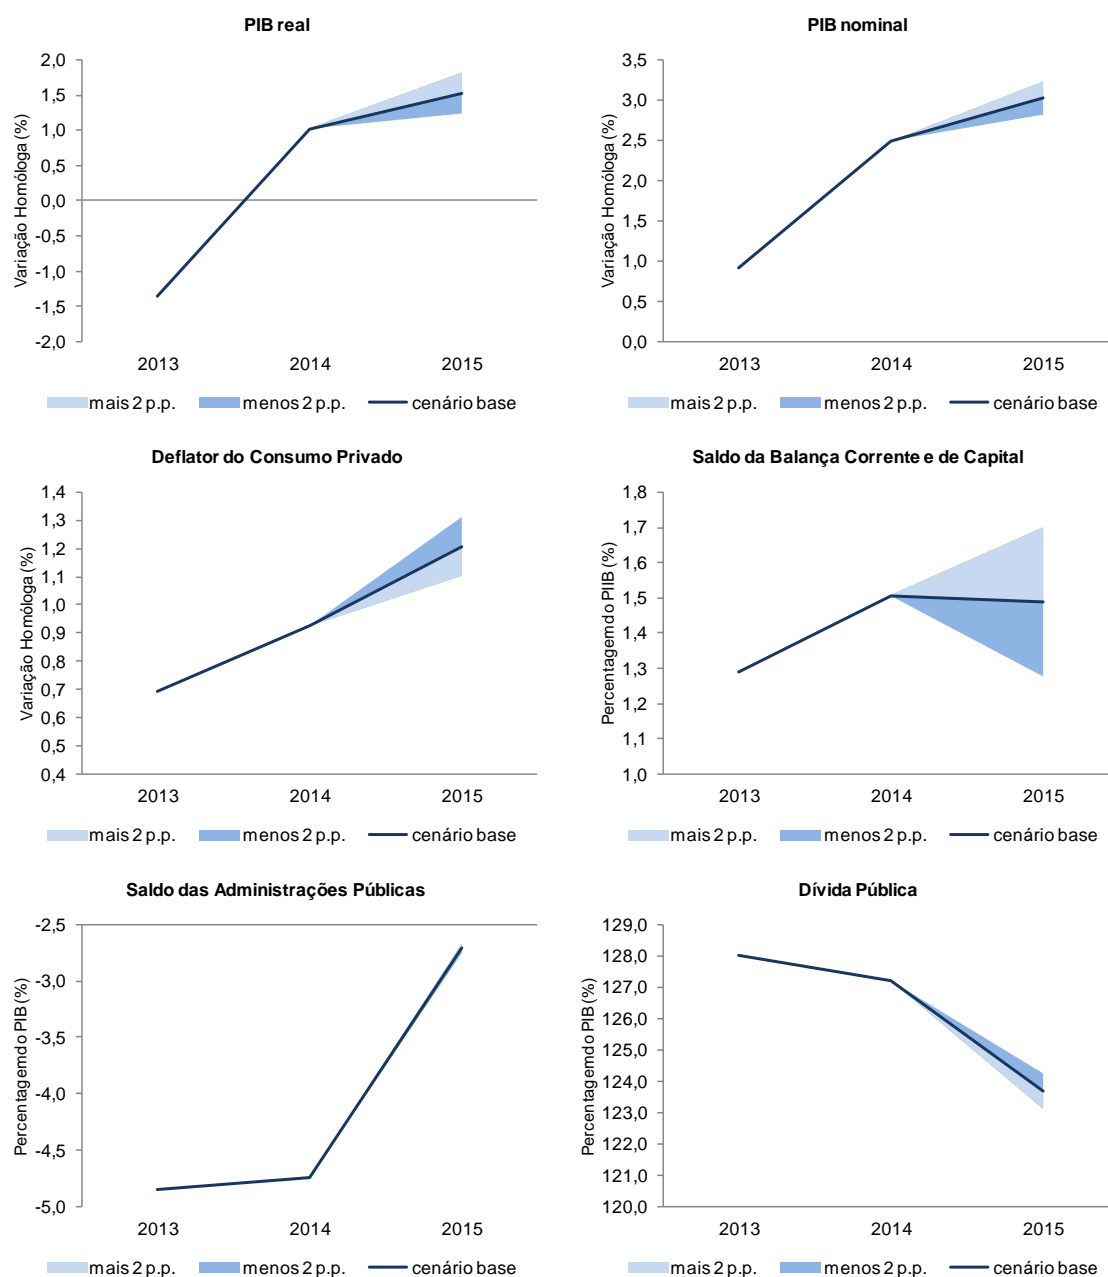 PIB real
Variação Homóloga (%)
2,0
1,5
1,0
0,5
0,0
-0,5
-1,0
-1,5
-2,0
2013 2014 2015
mais 2 p.p. menos 2 p.p. cenário base
PIB nominal
Variação Homóloga (%)
3,5
3,0
2,5
2,0
1,5
1,0
0,5
0,0
2013 2014 2015
mais 2 p.p. menos 2 p.p. cenário base
Deflator do Consumo Privado
Variação Homóloga (%)
1,4
1,3
1,2
1,1
1,0
0,9
0,8
0,7
0,6
0,5
0,4
2013 2014 2015
mais 2 p.p. menos 2 p.p. cenário base
Saldo da Balança Corrente e de Capital
Percentagem do PIIB (%)
1,8
1,7
1,6
1,5
1,4
1,3
1,2
1,1
1,0
2013 2014 2015
mais 2 p.p. menos 2 p.p. cenário base
Saldo das Administrações Públicas
Percentagem do PIB (%)
-2,5
-3,0
-3,5
-4,0
-4,5
-5,0
2013 2014 2015
mais 2 p.p. menos 2 p.p. cenário base
Dívida Pública
Percentagem do PIB (%)
129,0
128,0
127,0
126,0
125,0
124,0
123,0
122,0
121,0
120,0
2013 2014 2015
mais 2 p.p. menos 2 p.p. cenário base